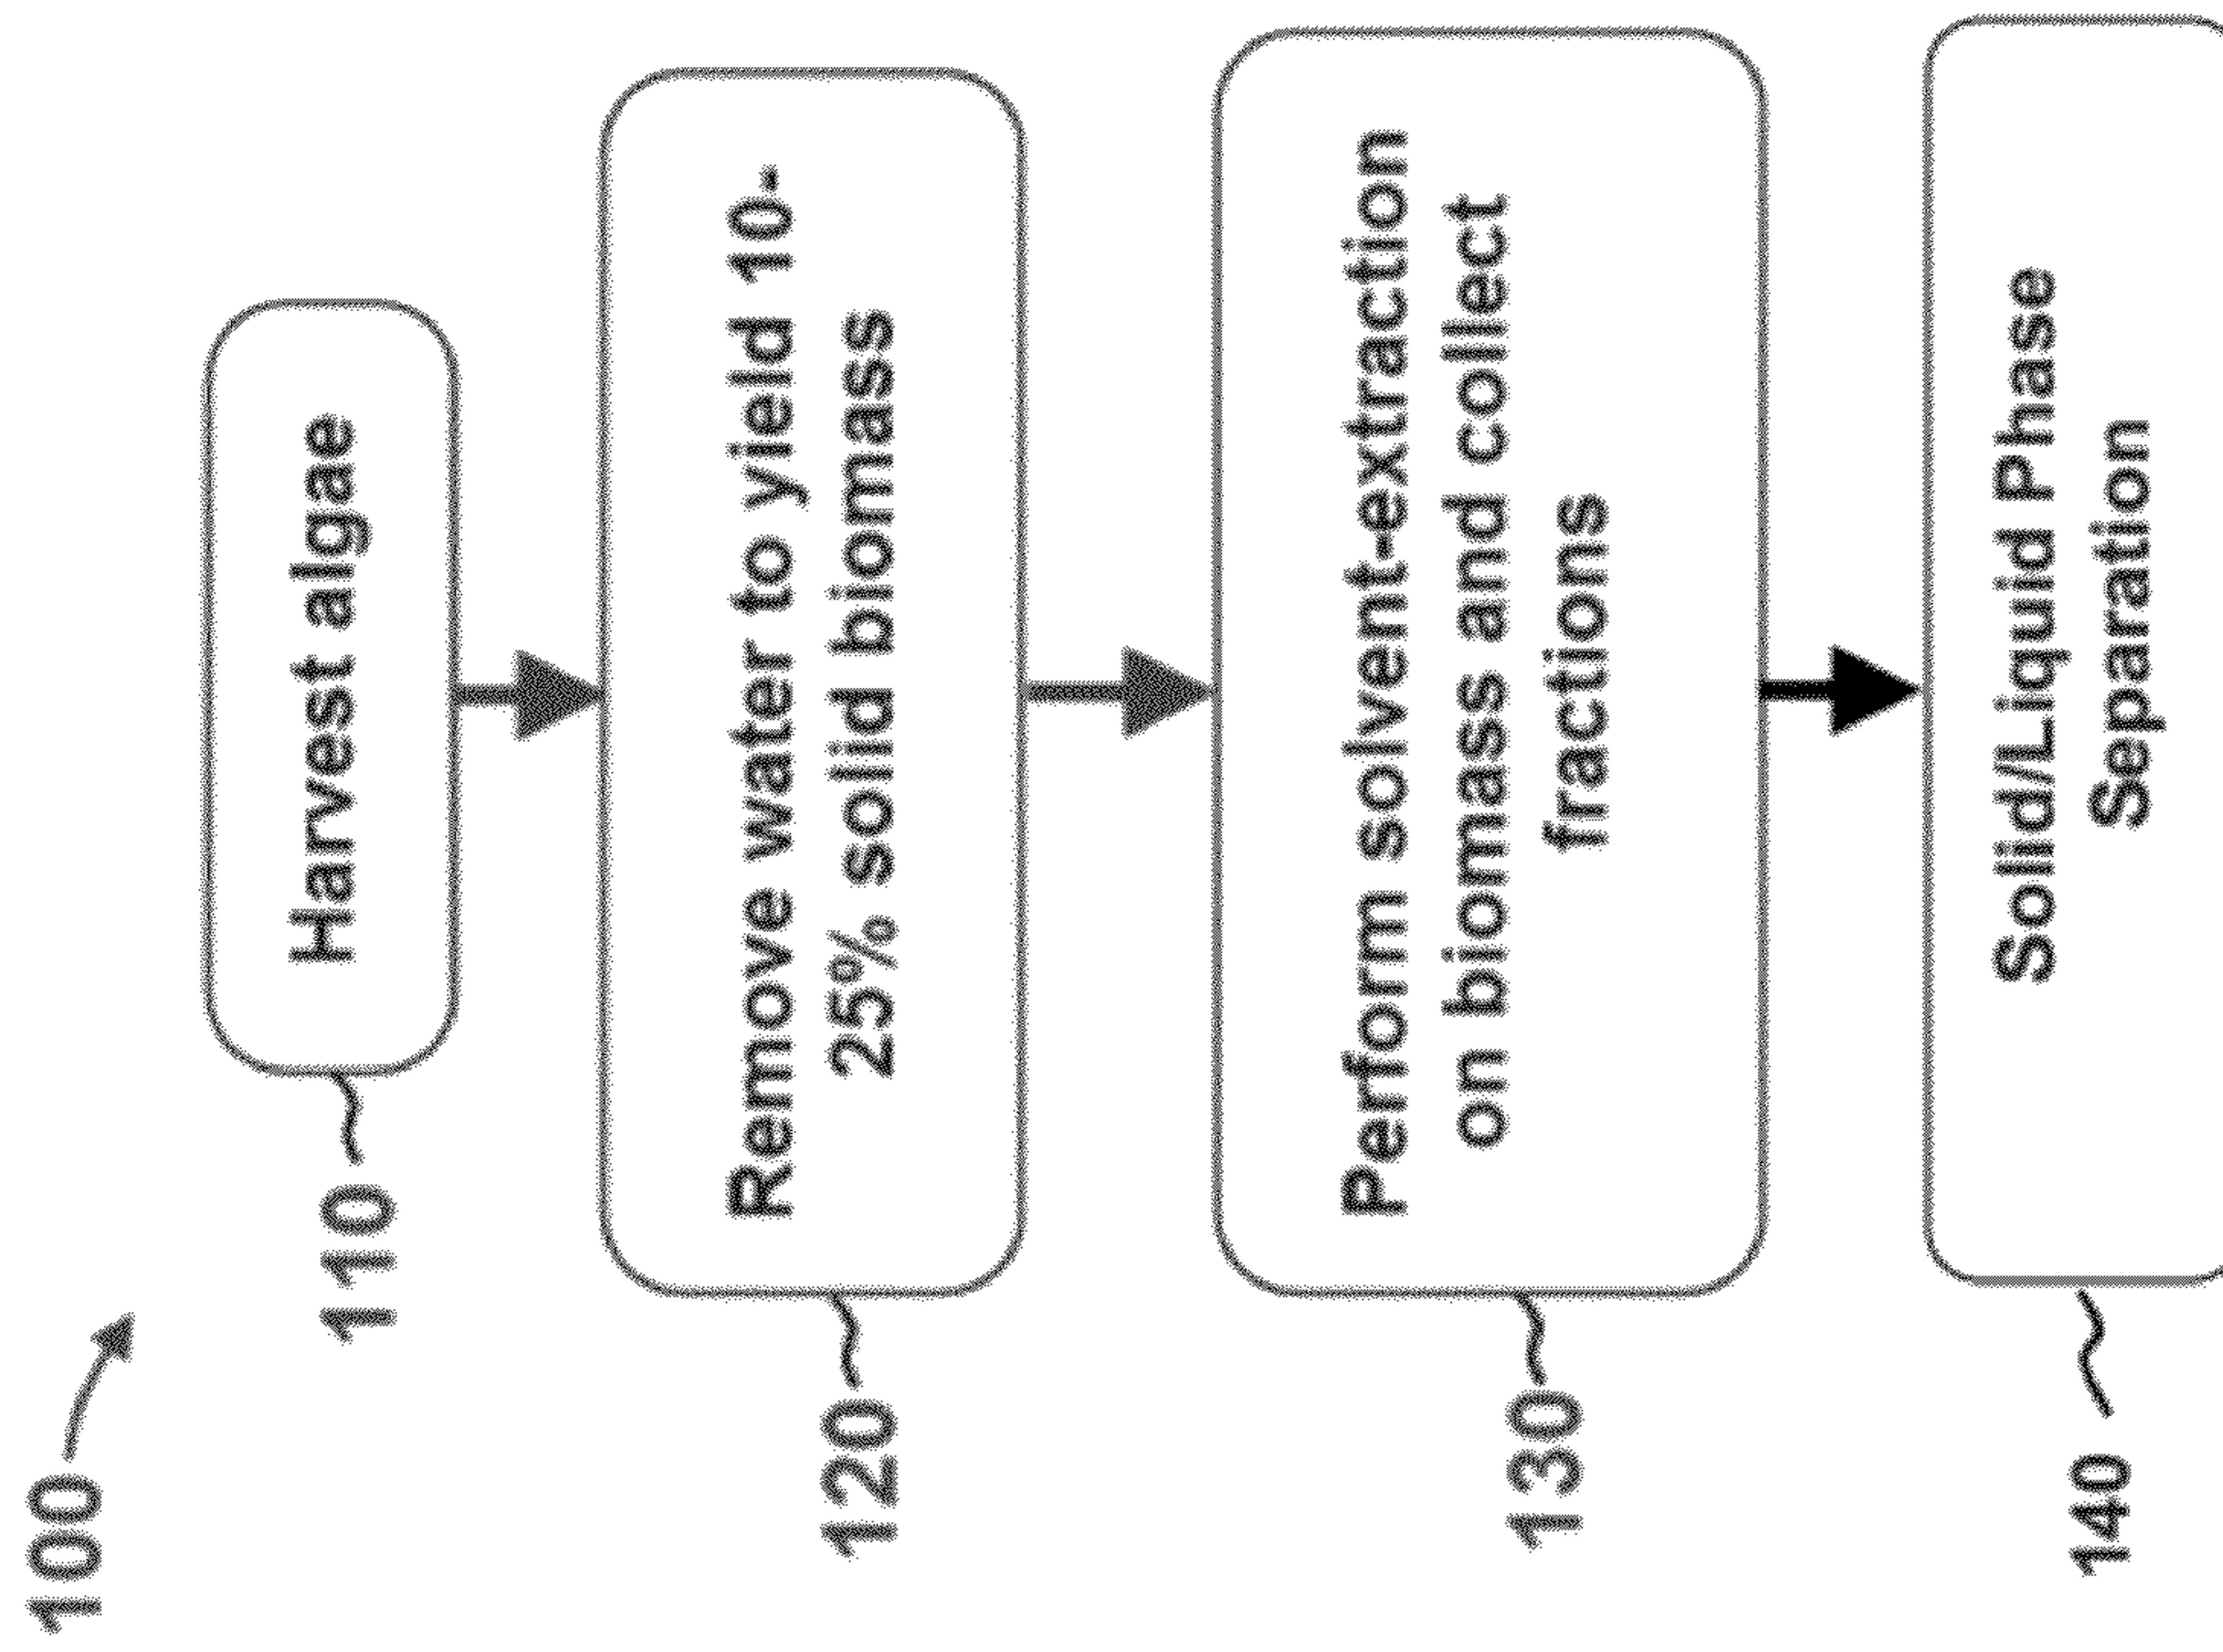 100
110
Harvest algae
120
Remove water to yield 10-
25% solid biomass
130
Perform solvent-extraction
on biomass and collect
fractions
140
Solid/Liquid Phase
Separation